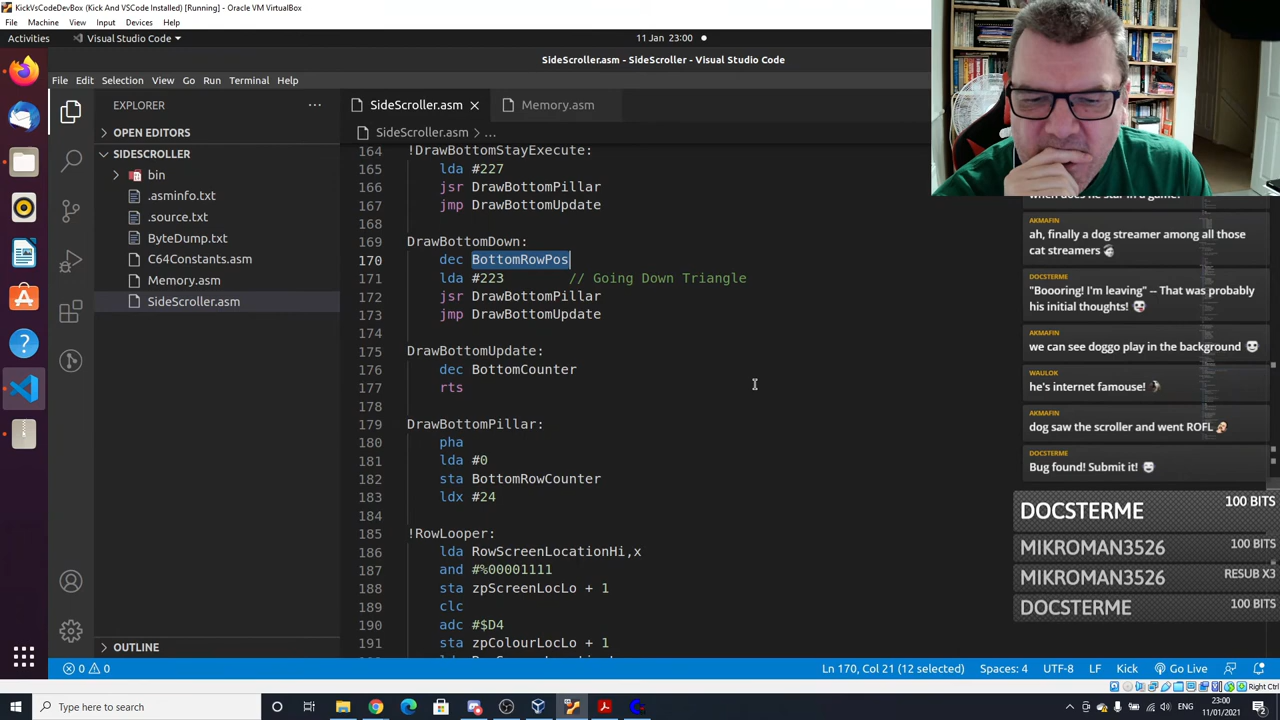 KickVsCodeDevBox (Kick And VSCode Installed) [Running] - Oracle VM VirtualBox
File Machine View Input Devices Help
Activities Visual Studio Code 11 Jan 23:00
SideScroller.asm - SideScroller - Visual Studio Code
File Edit Selection View Go Run Terminal Help
EXPLORER
OPEN EDITORS
SIDESCROLLER
bin
.asminfo.txt
.source.txt
ByteDump.txt
C64Constants.asm
Memory.asm
SideScroller.asm
OUTLINE
SideScroller.asm Memory.asm
SideScroller.asm > ...
164 !DrawBottomStayExecute:
165 lda #227
166 jsr DrawBottomPillar
167 jmp DrawBottomUpdate
168
169 DrawBottomDown:
170 dec BottomRowPos
171 lda #223 // Going Down Triangle
172 jsr DrawBottomPillar
173 jmp DrawBottomUpdate
174
175 DrawBottomUpdate:
176 dec BottomCounter
177 rts
178
179 DrawBottomPillar:
180 pha
181 lda #0
182 sta BottomRowCounter
183 ldx #24
184
185 !RowLooper:
186 lda RowScreenLocationHi,x
187 and #%00001111
188 sta zpScreenLocLo + 1
189 clc
190 adc #$D4
191 sta zpColourLocLo + 1
AKMAFIN
ah, finally a dog streamer among all those
cat streamers
DOCSTERME
"Boooring! I'm leaving" -- That was probably
his initial thoughts!
AKMAFIN
we can see doggo play in the background
WAULOK
he's internet famouse!
AKMAFIN
dog saw the scroller and went ROFL
DOCSTERME
Bug found! Submit it!
DOCSTERME 100 BITS
MIKROMAN3526 100 BITS
MIKROMAN3526 RESUB X3
DOCSTERME 100 BITS
0 0 Ln 170, Col 21 (12 selected) Spaces: 4 UTF-8 LF Kick Go Live
Right Ctrl
Type here to search
ENG
23:00
11/01/2021